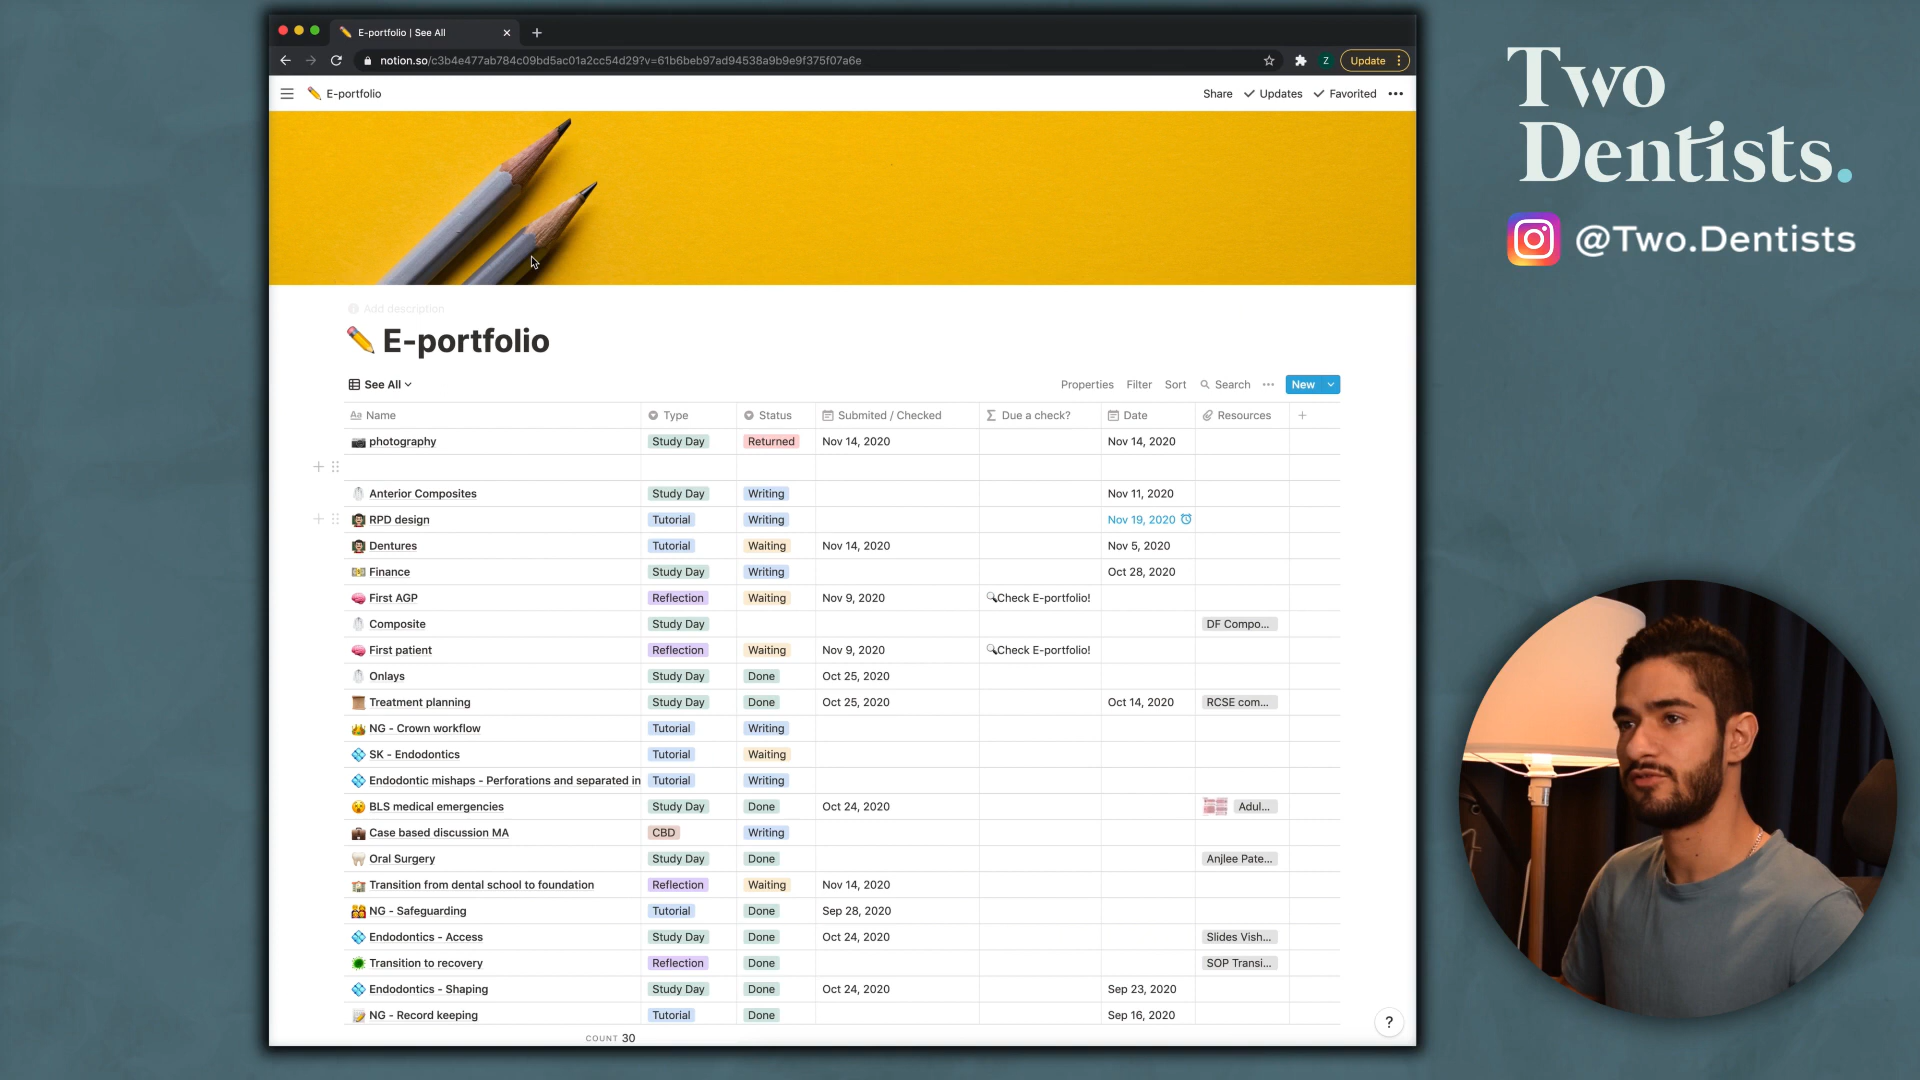 E-portfolio | See All
notion.so/c3b4e477ab784c09bd5ac01a2cc54d29?v=61b6beb97ad94538a9b9e9f375f07a6e
Z
Update
E-portfolio
Share Updates Favorited
Add description
E-portfolio
See All
Properties Filter Sort Search New
Aa Name Type Status Submited / Checked Due a check? Date Resources
photography Study Day Returned Nov 14, 2020 Nov 14, 2020
Anterior Composites Study Day Writing Nov 11, 2020
RPD design Tutorial Writing Nov 19, 2020
Dentures Tutorial Waiting Nov 14, 2020 Nov 5, 2020
Finance Study Day Writing Oct 28, 2020
First AGP Reflection Waiting Nov 9, 2020 Check E-portfolio!
Composite Study Day DF Compo...
First patient Reflection Waiting Nov 9, 2020 Check E-portfolio!
Onlays Study Day Done Oct 25, 2020
Treatment planning Study Day Done Oct 25, 2020 Oct 14, 2020 RCSE com...
NG - Crown workflow Tutorial Writing
SK - Endodontics Tutorial Waiting
Endodontic mishaps - Perforations and separated in Tutorial Writing
BLS medical emergencies Study Day Done Oct 24, 2020 Adul...
Case based discussion MA CBD Writing
Oral Surgery Study Day Done Anjlee Pate...
Transition from dental school to foundation Reflection Waiting Nov 14, 2020
NG - Safeguarding Tutorial Done Sep 28, 2020
Endodontics - Access Study Day Done Oct 24, 2020 Slides Vish...
Transition to recovery Reflection Done SOP Transi...
Endodontics - Shaping Study Day Done Oct 24, 2020 Sep 23, 2020
NG - Record keeping Tutorial Done Sep 16, 2020
COUNT 30
?
Two
Dentists.
@Two.Dentists